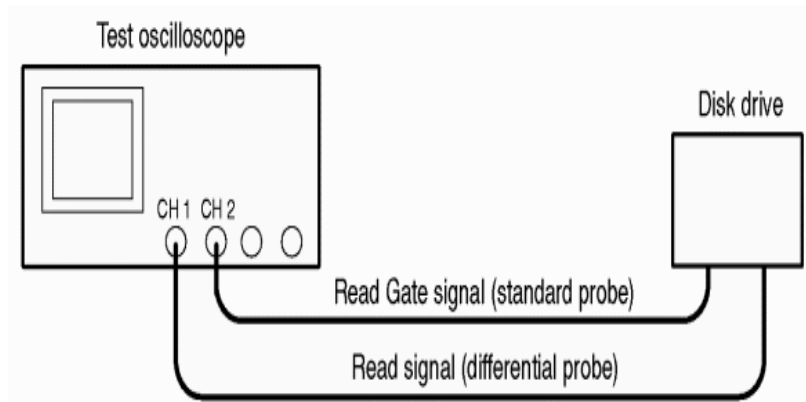 Test oscilloscope
Disk drive
CH 1 CH 2
Read Gate signal (standard probe)
Read signal (differential probe)